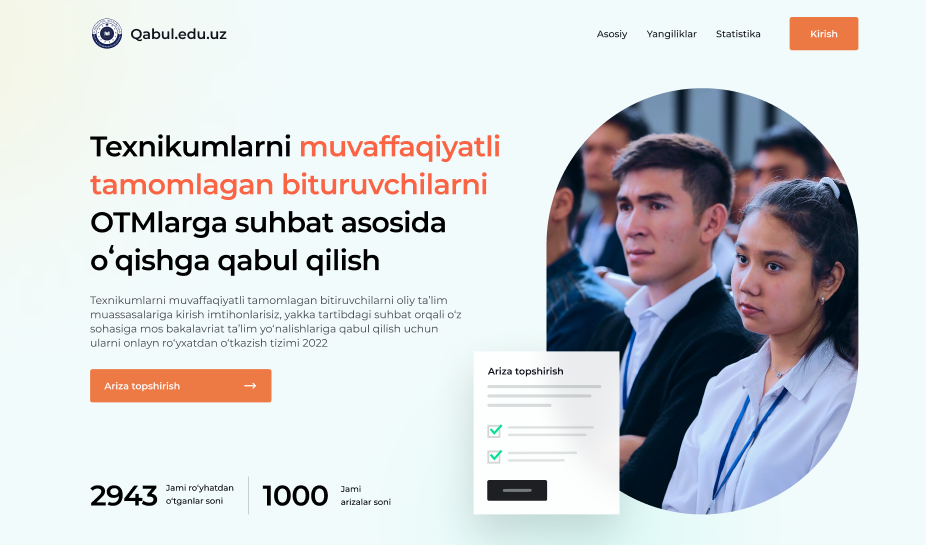 Qabul.edu.uz
Asosiy
Yangiliklar
Statistika
Kirish
Texnikumlarni muvaffaqiyatli
tamomlagan bituruvchilarni
OTMlarga suhbat asosida
o‘qishga qabul qilish
Texnikumlarni muvaffaqiyatli tamomlagan bitiruvchilarni oliy ta’lim
muassasalariga kirish imtihonlarisiz, yakka tartibdagi suhbat orqali o‘z
sohasiga mos bakalavriat ta’lim yo‘nalishlariga qabul qilish uchun
ularni onlayn ro‘yxatdan o‘tkazish tizimi 2022
Ariza topshirish
Ariza topshirish
2943
Jami ro‘yhatdan
o‘tganlar soni
1000
Jami
arizalar soni